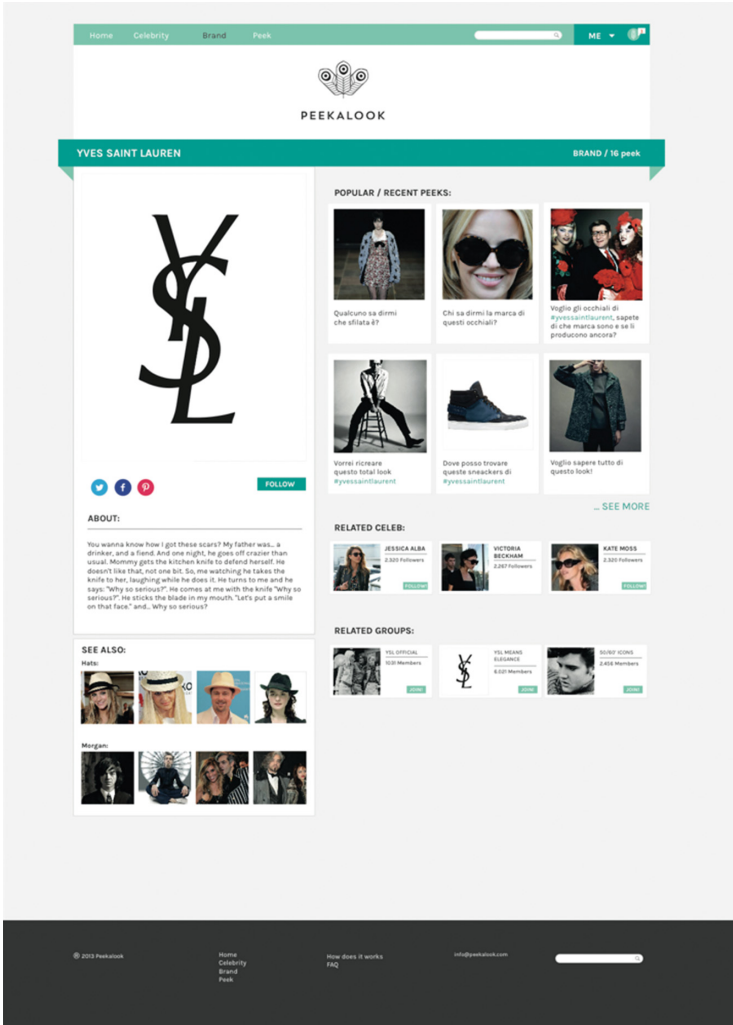 Home Celebrity Brand Peek
ME
PEEKALOOK
YVES SAINT LAUREN
BRAND / 16 peek
YSL
FOLLOW
ABOUT:
You wanna know how I got these scars? My father was... a
drinker, and a fiend. And one night, he goes off crazier than
usual. Mommy gets the kitchen knife to defend herself. He
doesn't like that, not one bit. So, me watching he takes the
knife to her, laughing while he does it. He turns to me and he
says: "Why so serious?". He comes at me with the knife "Why so
serious?". He sticks the blade in my mouth. "Let's put a smile
on that face." and... Why so serious?
SEE ALSO:
Hats:
Morgan:
POPULAR / RECENT PEEKS:
Qualcuno sa dirmi
che sfilata è?
Chi sa dirmi la marca di
questi occhiali?
Voglio gli occhiali di
#yvessaintlaurent, sapete
di che marca sono e se li
producono ancora?
Vorrei ricreare
questo total look
#yvessaintlaurent
Dove posso trovare
queste sneakers di
#yvessaintlaurent
Voglio sapere tutto di
questo look!
... SEE MORE
RELATED CELEB:
JESSICA ALBA
2.320 Followers
FOLLOW!
VICTORIA
BECKHAM
2.267 Followers
KATE MOSS
2.320 Followers
FOLLOW!
RELATED GROUPS:
YSL OFFICIAL
1021 Members
JOIN!
YSL MEANS
ELEGANCE
6.021 Members
JOIN!
50/60' ICONS
2,456 Members
JOIN!
© 2013 Peekalook
Home
Celebrity
Brand
Peek
How does it works
FAQ
info@peekalook.com